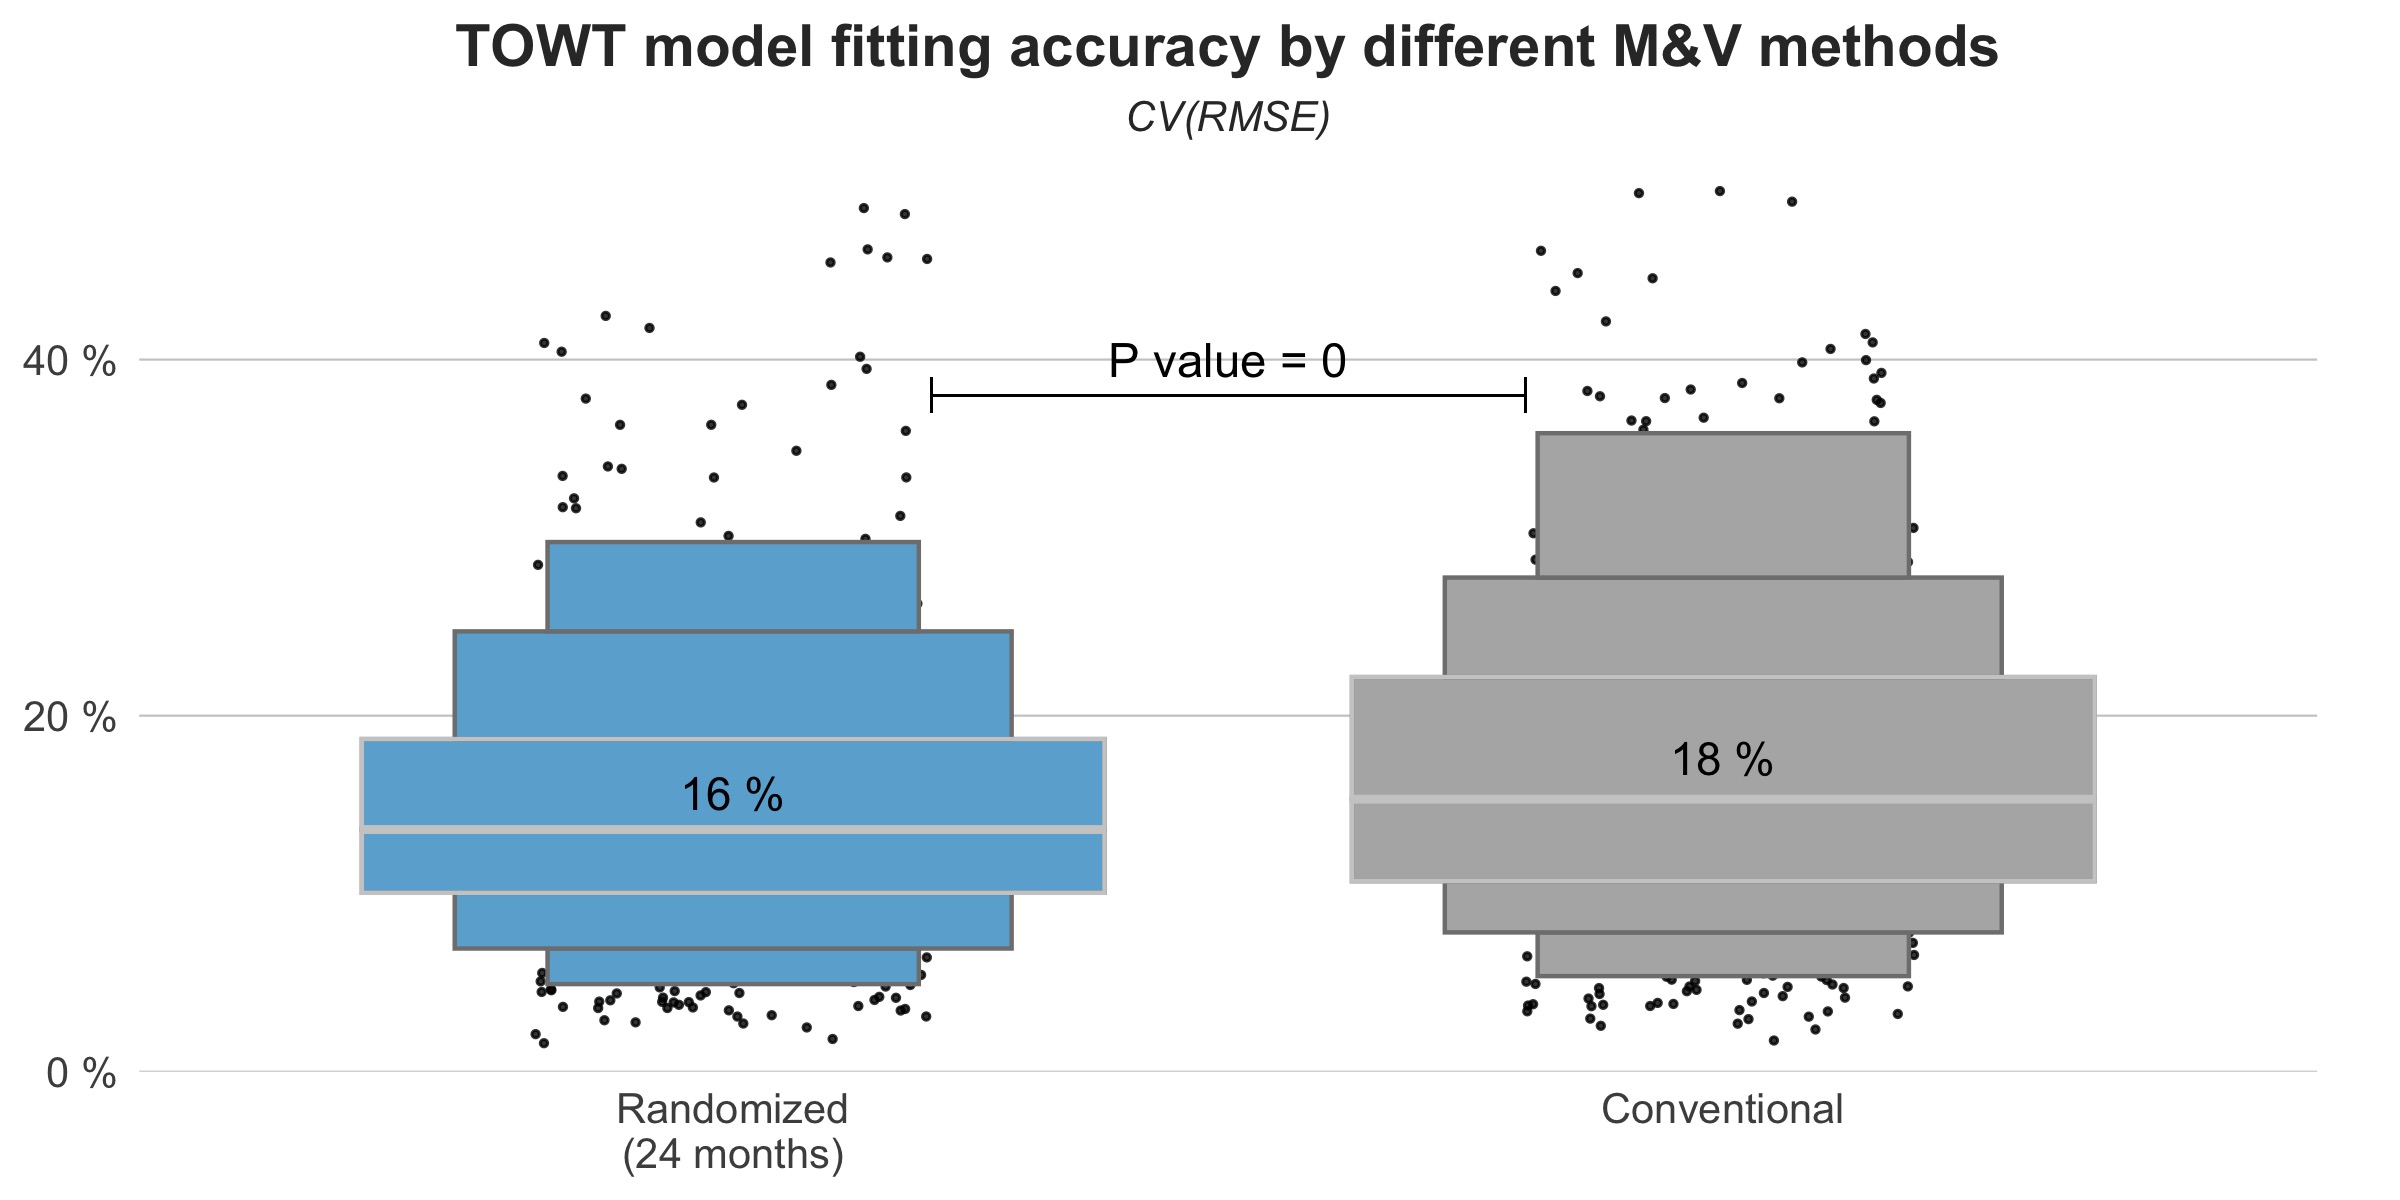 TOWT model fitting accuracy by different M&V methods
CV(RMSE)
40 %
P value = 0
20 %
16 %
18 %
0 %
Randomized
(24 months)
Conventional